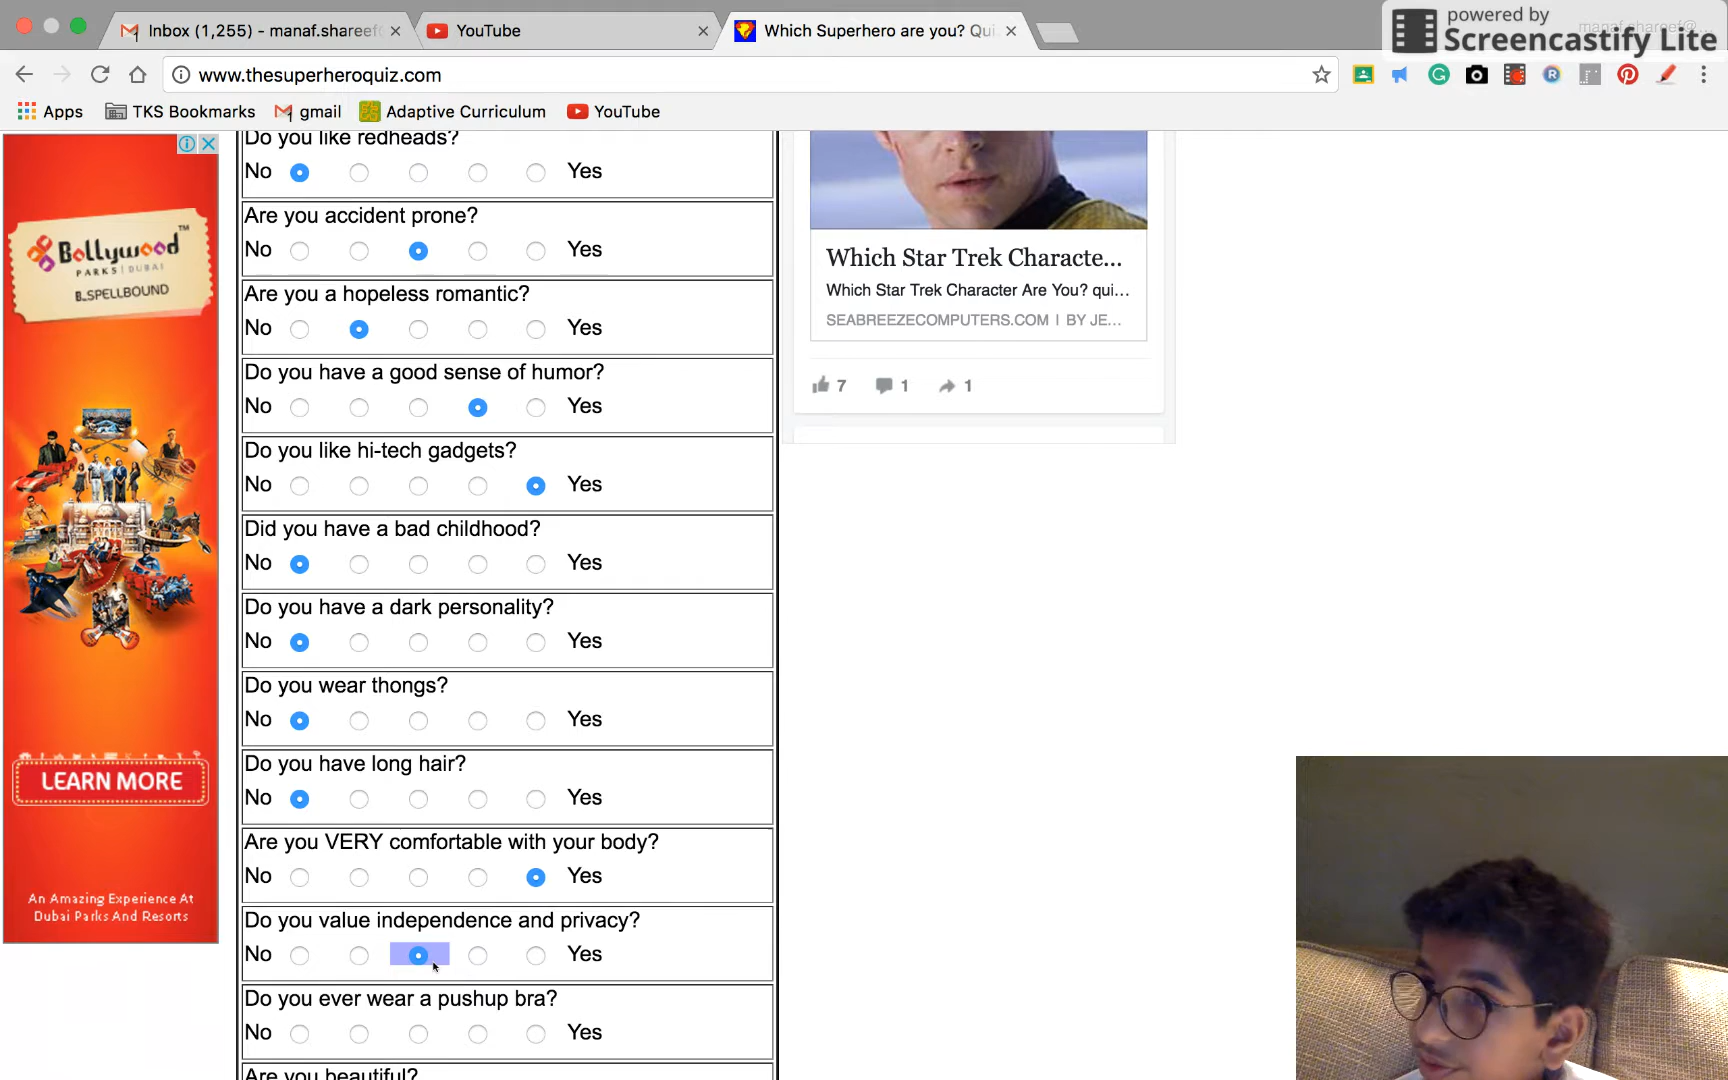 Inbox (1,255) - manaf.shareef
YouTube
Which Superhero are you? Qui
powered by
Screencastify Lite
manaf.shareef@...
www.thesuperheroquiz.com
Apps
TKS Bookmarks
gmail
Adaptive Curriculum
YouTube
Bollywood™
PARKS | DUBAI
SPELLBOUND
LEARN MORE
An Amazing Experience At
Dubai Parks And Resorts
Do you like redheads?
No Yes
Are you accident prone?
No Yes
Are you a hopeless romantic?
No Yes
Do you have a good sense of humor?
No Yes
Do you like hi-tech gadgets?
No Yes
Did you have a bad childhood?
No Yes
Do you have a dark personality?
No Yes
Do you wear thongs?
No Yes
Do you have long hair?
No Yes
Are you VERY comfortable with your body?
No Yes
Do you value independence and privacy?
No Yes
Do you ever wear a pushup bra?
No Yes
Are you beautiful?
Which Star Trek Characte...
Which Star Trek Character Are You? qui...
SEABREEZECOMPUTERS.COM | BY JE...
7 1 1